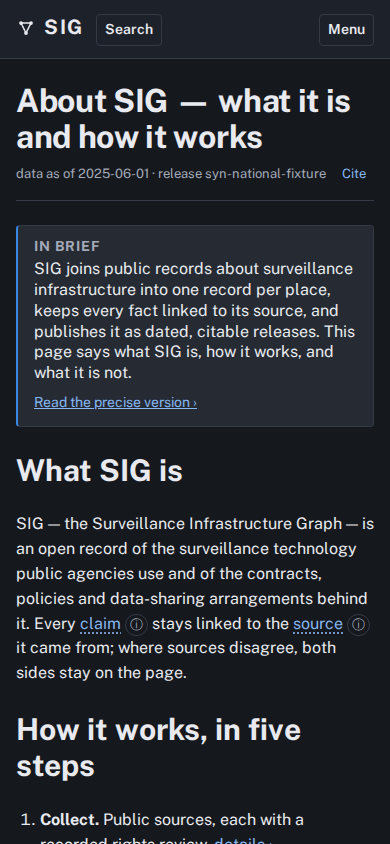 SIG
Search
Menu
About SIG — what it is
and how it works
data as of 2025-06-01 · release syn-national-fixture
Cite
IN BRIEF
SIG joins public records about surveillance
infrastructure into one record per place,
keeps every fact linked to its source, and
publishes it as dated, citable releases. This
page says what SIG is, how it works, and
what it is not.
Read the precise version ›
What SIG is
SIG — the Surveillance Infrastructure Graph — is
an open record of the surveillance technology
public agencies use and of the contracts,
policies and data-sharing arrangements behind
it. Every claim ⓘ stays linked to the source ⓘ
it came from; where sources disagree, both
sides stay on the page.
How it works, in five
steps
1. Collect. Public sources, each with a
recorded rights review. details ›